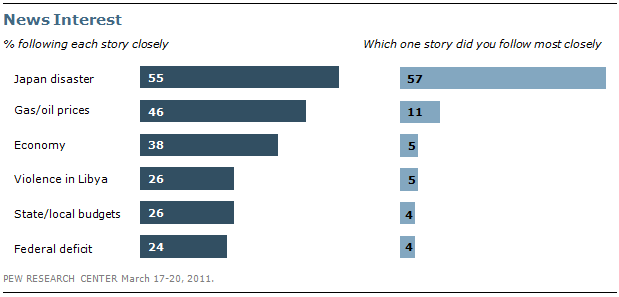 News Interest
% following each story closely
Which one story did you follow most closely
Japan disaster 55 57
Gas/oil prices 46 11
Economy 38 5
Violence in Libya 26 5
State/local budgets 26 4
Federal deficit 24 4
PEW RESEARCH CENTER March 17-20, 2011.